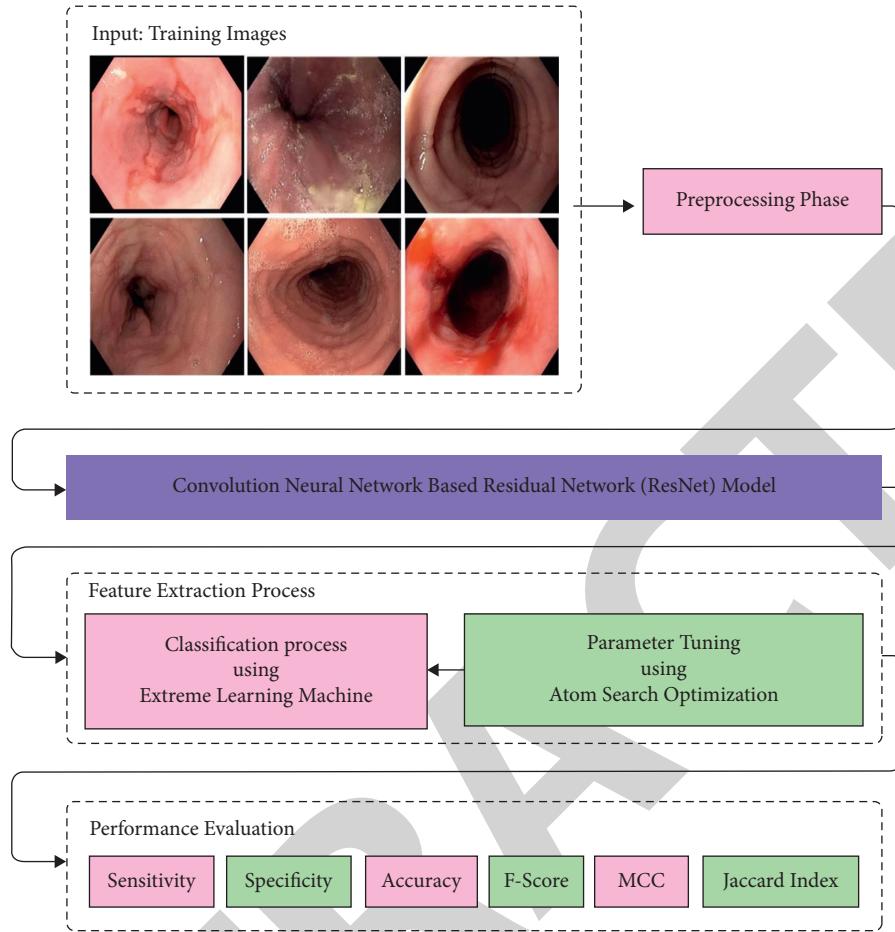 Input: Training Images
Preprocessing Phase
Convolution Neural Network Based Residual Network (ResNet) Model
Feature Extraction Process
Classification process
using
Extreme Learning Machine
Parameter Tuning
using
Atom Search Optimization
Performance Evaluation
Sensitivity
Specificity
Accuracy
F-Score
MCC
Jaccard Index